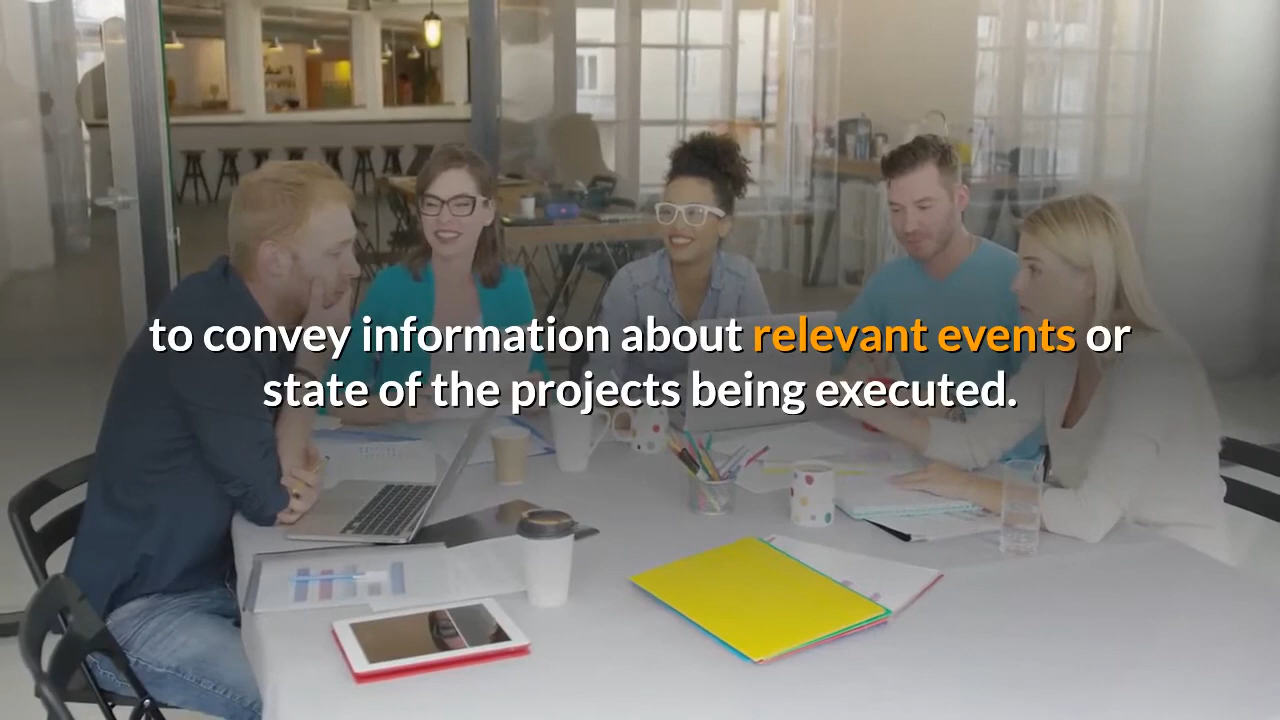 to convey information about relevant events or
state of the projects being executed.